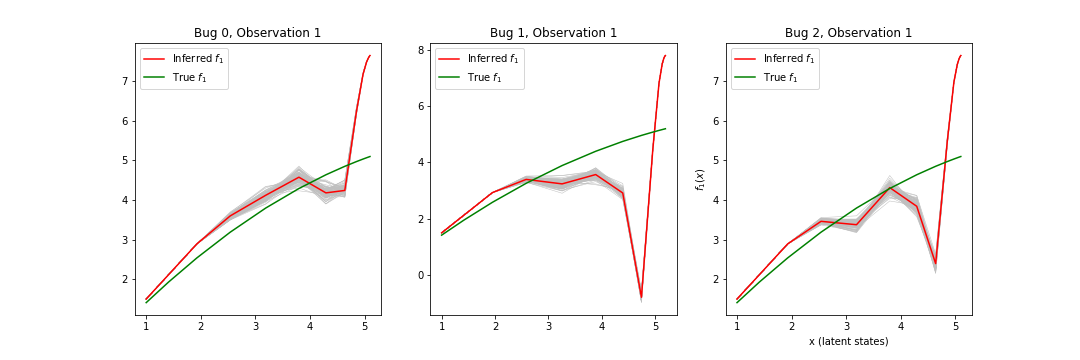 Bug 0, Observation 1
Inferred f₁
True f₁
7
6
5
4
3
2
1 2 3 4 5
Bug 1, Observation 1
Inferred f₁
True f₁
8
6
4
2
0
1 2 3 4 5
Bug 2, Observation 1
Inferred f₁
True f₁
f₁(x)
7
6
5
4
3
2
1 2 3 4 5
x (latent states)